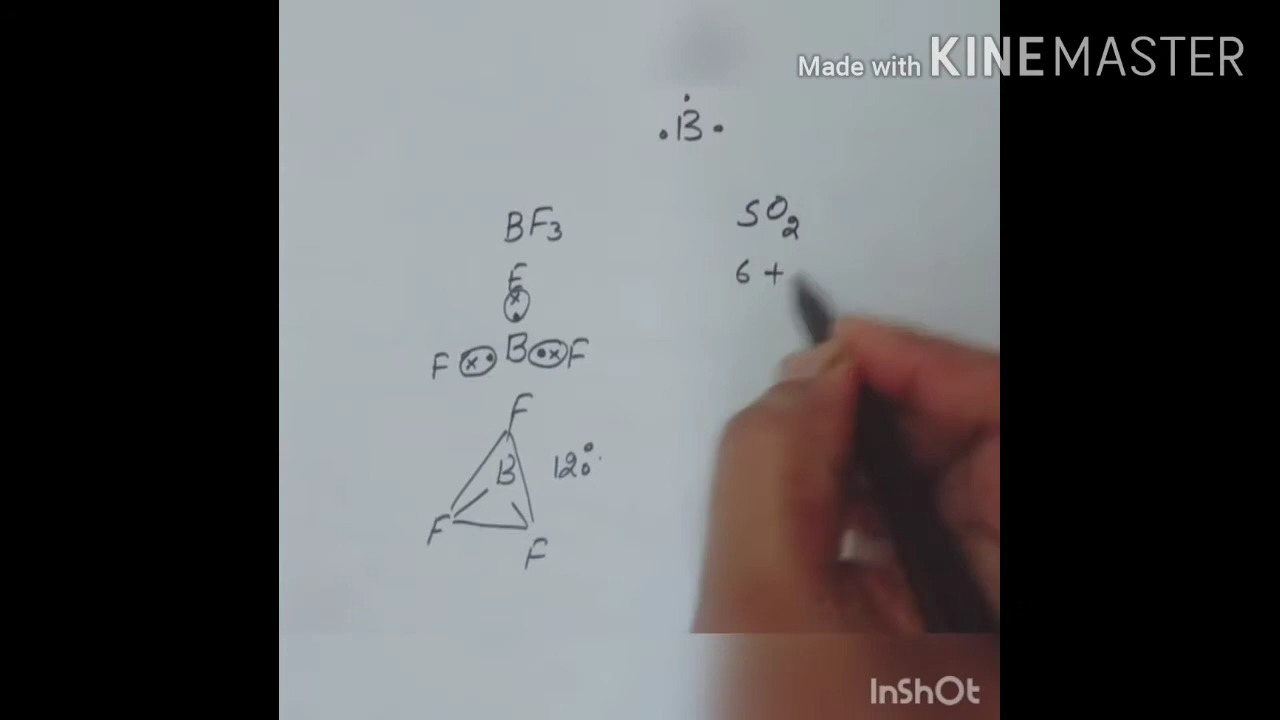 Made with KINEMASTER
B
BF3
SO2
6 +
F
F B F
F
B 120°
F
F
InShOt